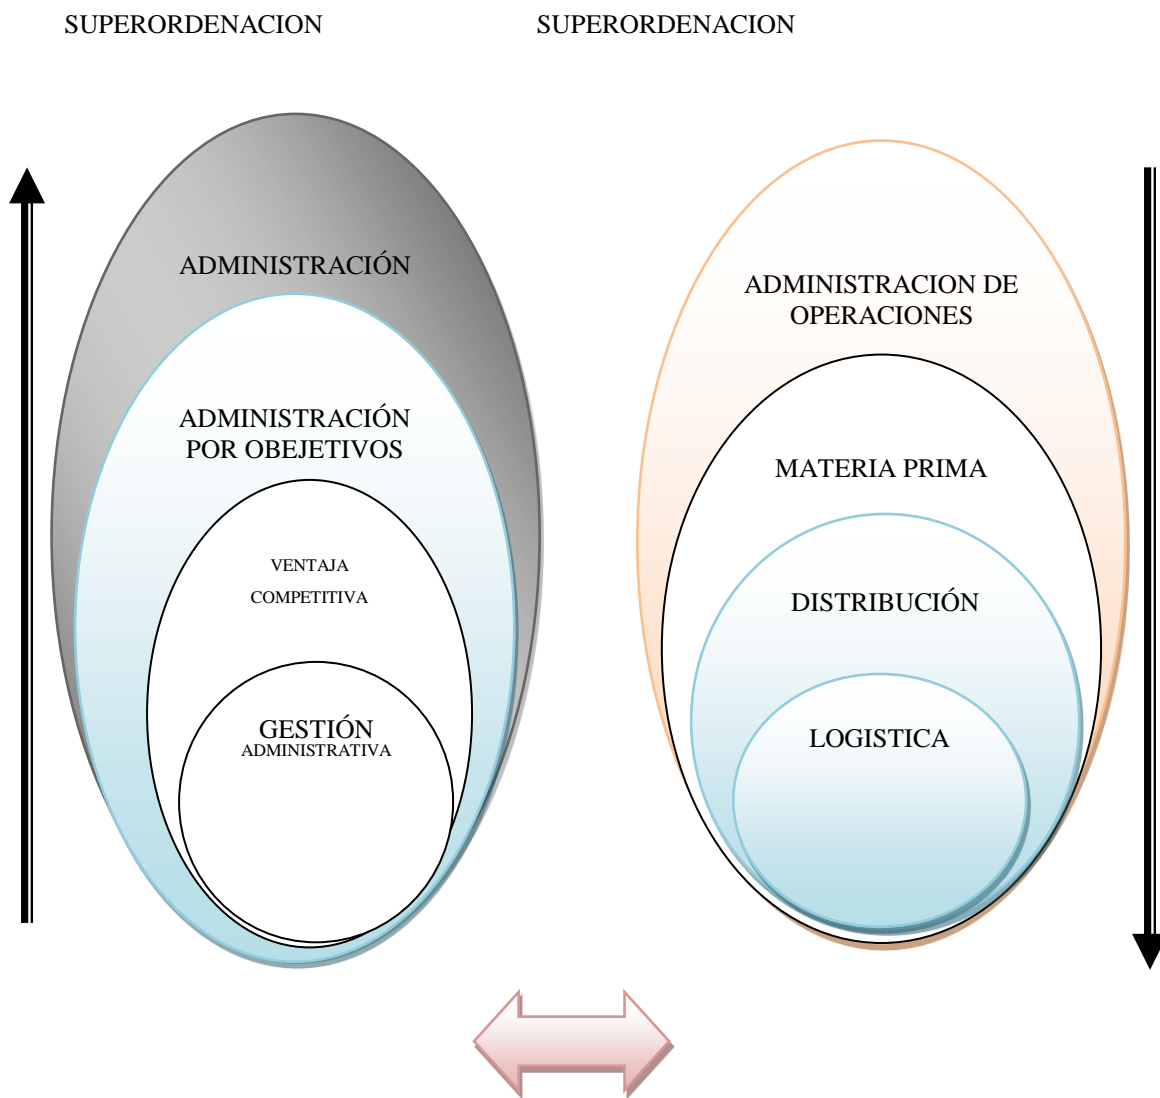 SUPERORDENACION
SUPERORDENACION
ADMINISTRACIÓN
ADMINISTRACIÓN
POR OBEJETIVOS
VENTAJA
COMPETITIVA
GESTIÓN
ADMINISTRATIVA
ADMINISTRACION DE
OPERACIONES
MATERIA PRIMA
DISTRIBUCIÓN
LOGISTICA